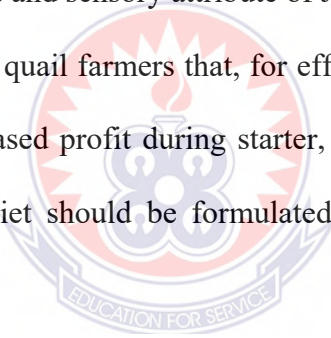 and sensory attribute of
quail farmers that, for eff
ased profit during starter,
iet should be formulated
EDUCATION FOR SERVICE